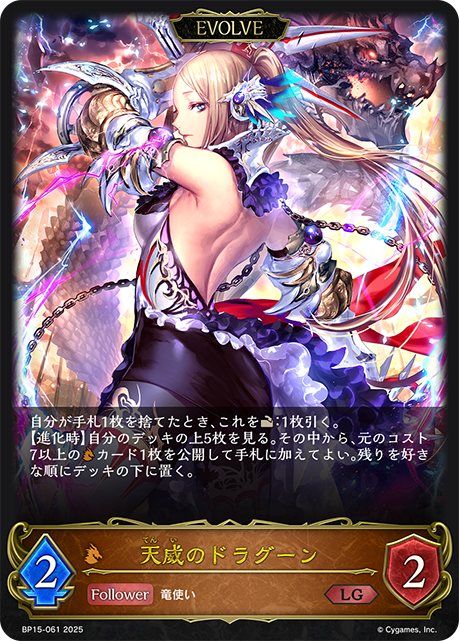 EVOLVE
自分が手札1枚を捨てたとき、これを:1枚引く。
【進化時】自分のデッキの上5枚を見る。その中から、元のコスト
7以上のカード1枚を公開して手札に加えてよい。残りを好き
な順にデッキの下に置く。
てん い
天威のドラグーン
2
Follower 竜使い
LG
2
BP15-061 2025
© Cygames, Inc.